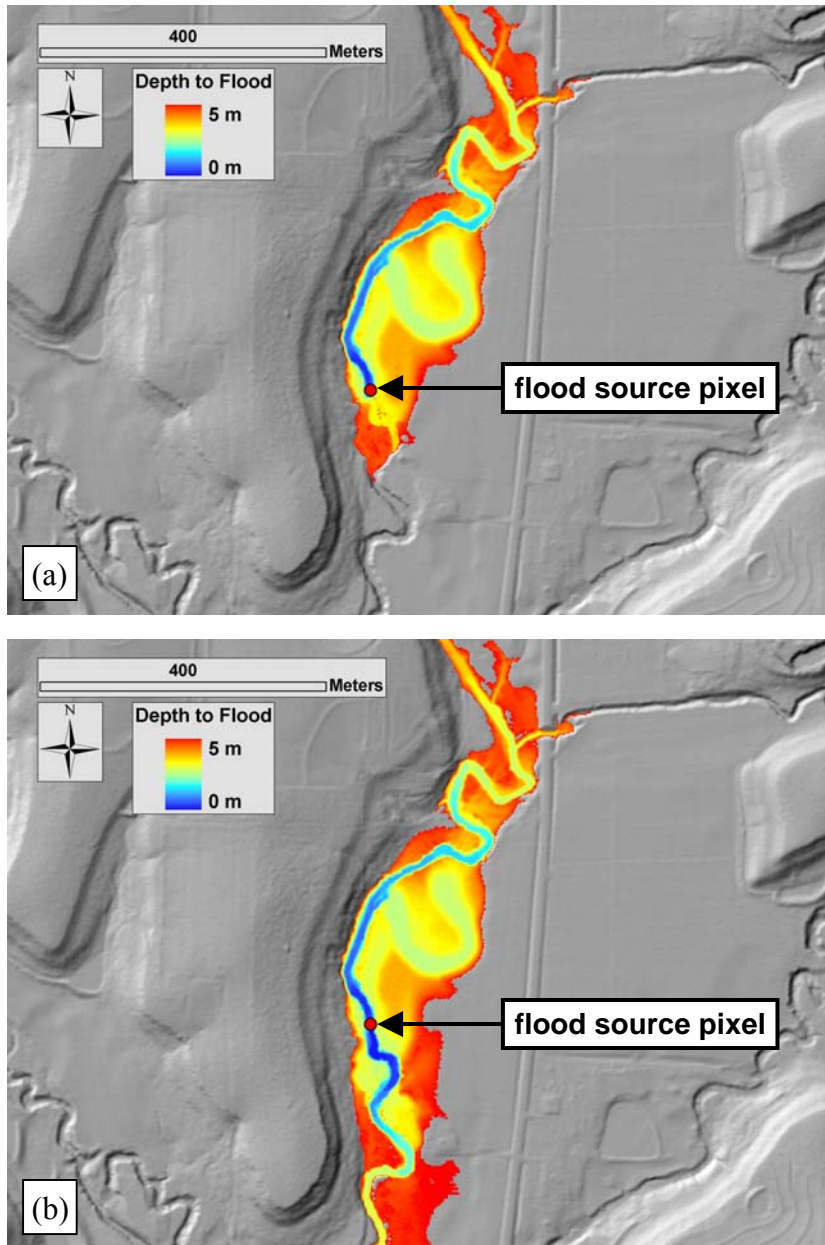 400
Meters
N
Depth to Flood
5 m
0 m
flood source pixel
(a)
400
Meters
N
Depth to Flood
5 m
0 m
flood source pixel
(b)